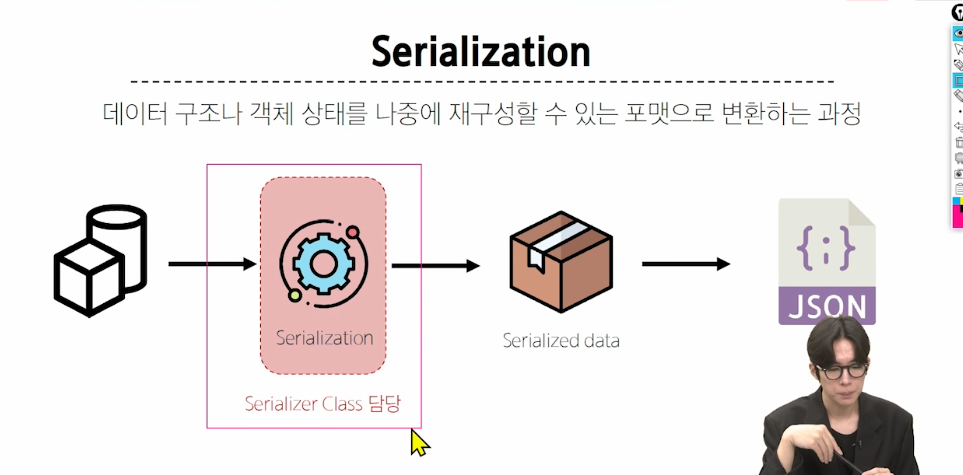 Serialization
데이터 구조나 객체 상태를 나중에 재구성할 수 있는 포맷으로 변환하는 과정
{;}
JSON
Serialization
Serialized data
Serializer Class 담당